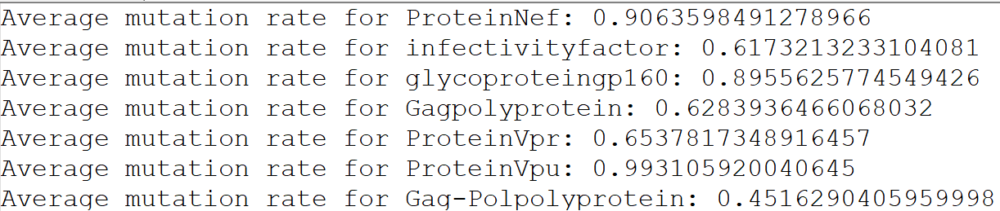 Average mutation rate for ProteinNef: 0.9063598491278966
Average mutation rate for infectivityfactor: 0.6173213233104081
Average mutation rate for glycoproteingp160: 0.8955625774549426
Average mutation rate for Gagpolyprotein: 0.6283936466068032
Average mutation rate for ProteinVpr: 0.6537817348916457
Average mutation rate for ProteinVpu: 0.993105920040645
Average mutation rate for Gag-Polpolyprotein: 0.4516290405959998